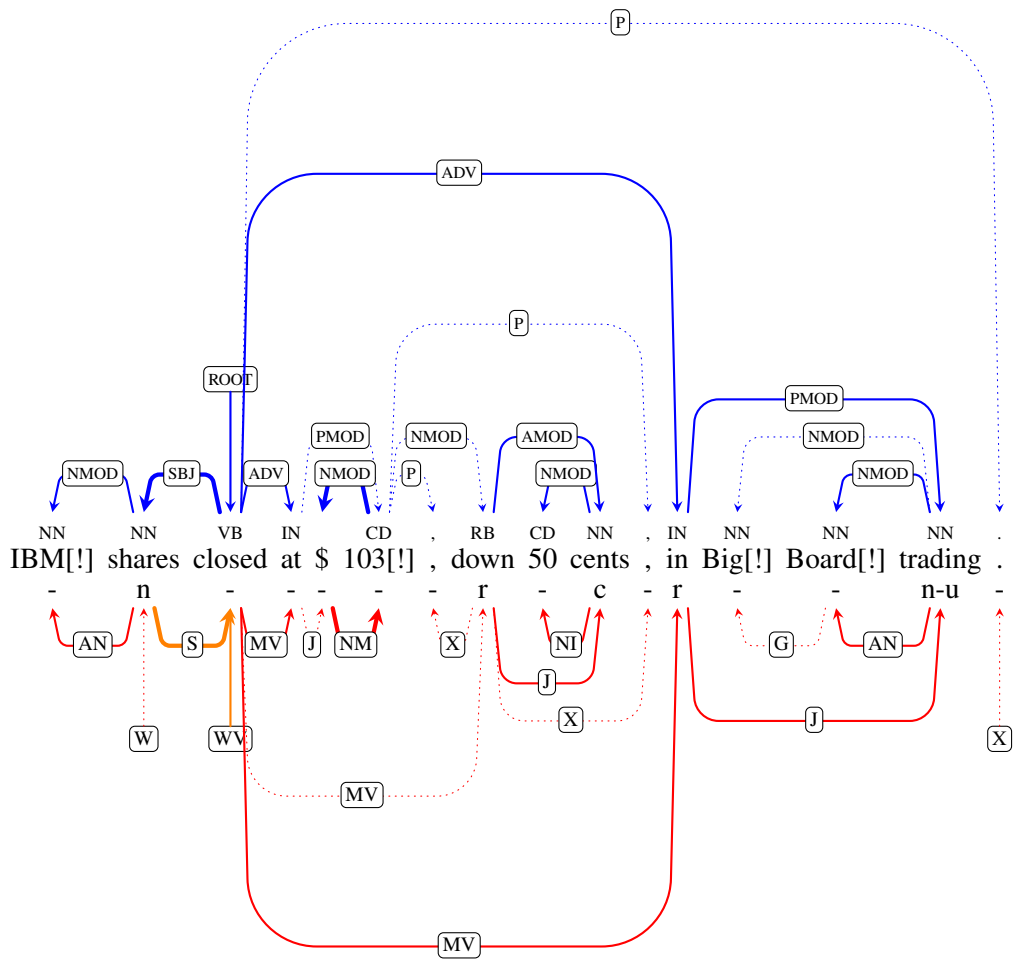 P
ADV
P
ROOT
PMOD
PMOD NMOD AMOD NMOD
NMOD SBJ ADV NMOD P NMOD NMOD
NN NN VB IN CD , RB CD NN , IN NN NN NN .
IBM[!] shares closed at $ 103[!] , down 50 cents , in Big[!] Board[!] trading .
- n - - - - - r - c - r - - n-u -
AN S MV J NM X NI G AN
J
X J
W WV X
MV
MV